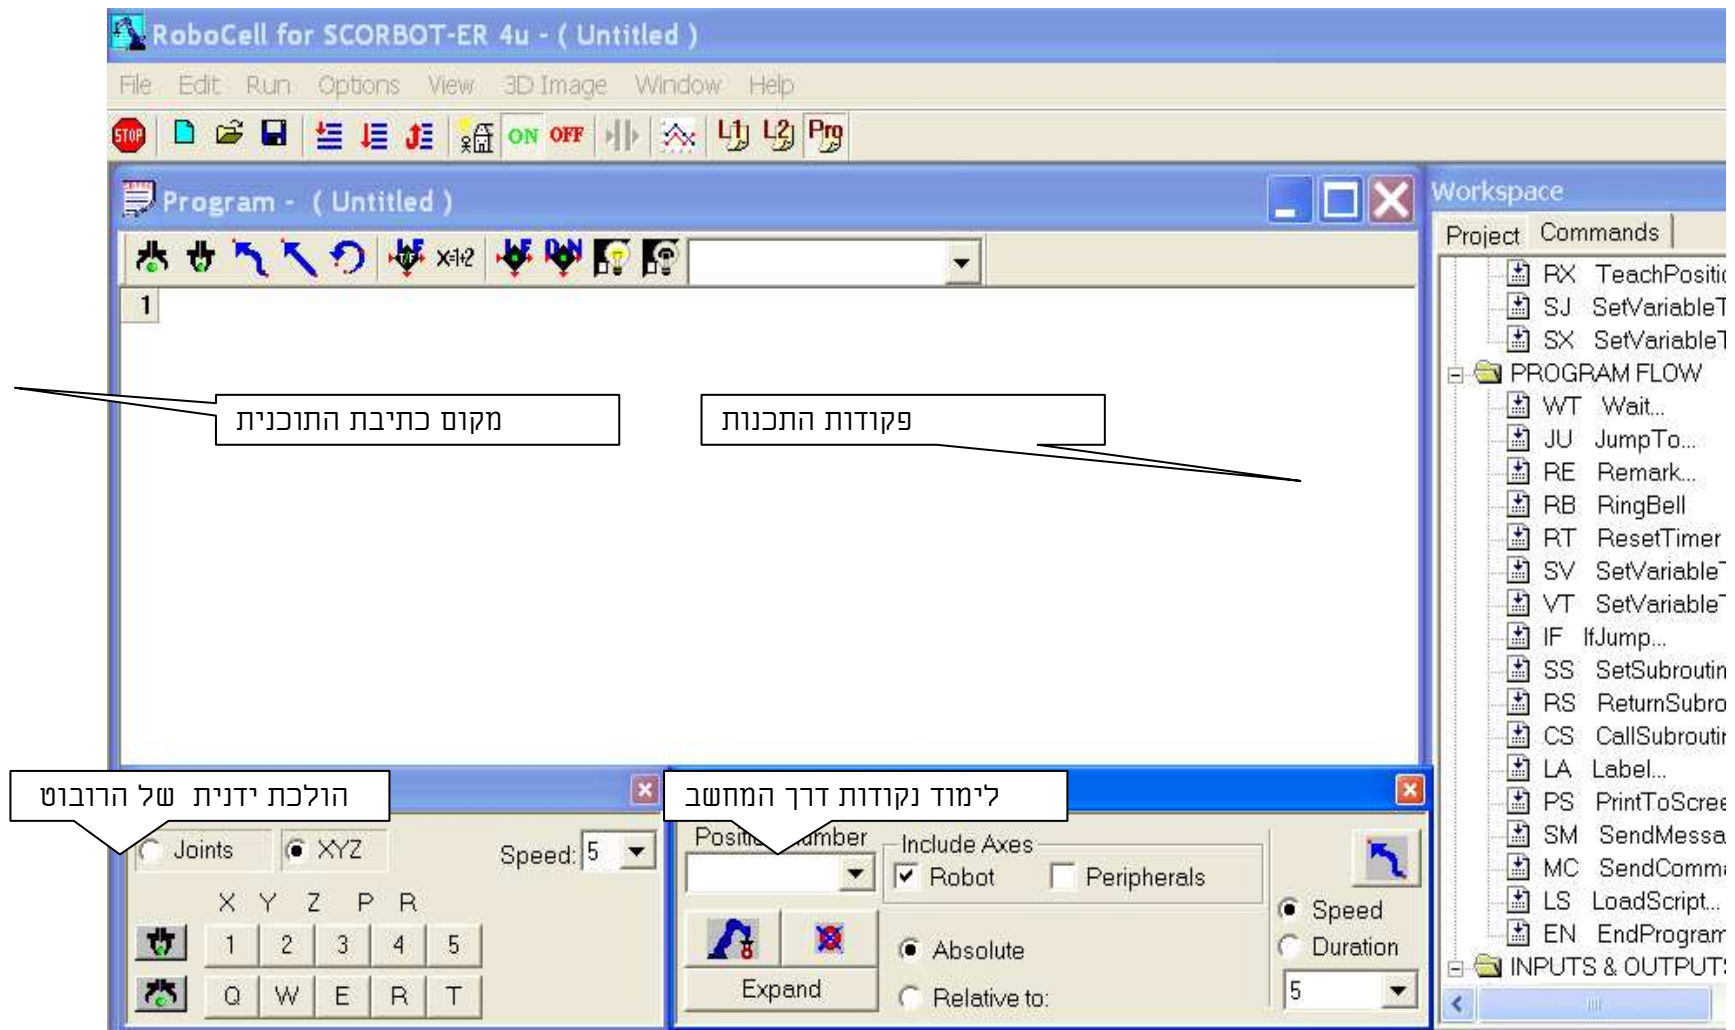 RoboCell for SCORBOT-ER 4u - ( Untitled )
File Edit Run Options View 3D Image Window Help
STOP ON OFF L1 L2 Prg
Program - ( Untitled )
X=1+2
1
מקום כתיבת התוכנית
פקודות התכנות
Workspace
Project Commands
RX TeachPositio
SJ SetVariableT
SX SetVariableT
PROGRAM FLOW
WT Wait...
JU JumpTo...
RE Remark...
RB RingBell
RT ResetTimer
SV SetVariableT
VT SetVariableT
IF IfJump...
SS SetSubroutin
RS ReturnSubro
CS CallSubroutin
LA Label...
PS PrintToScree
SM SendMessa
MC SendComma
LS LoadScript...
EN EndProgram
INPUTS & OUTPUTS
הולכת ידנית של הרובוט
Joints XYZ Speed: 5
X Y Z P R
1 2 3 4 5
Q W E R T
לימוד נקודות דרך המחשב
Position Number
Include Axes
Robot Peripherals
Expand
Absolute
Relative to:
Speed
Duration
5